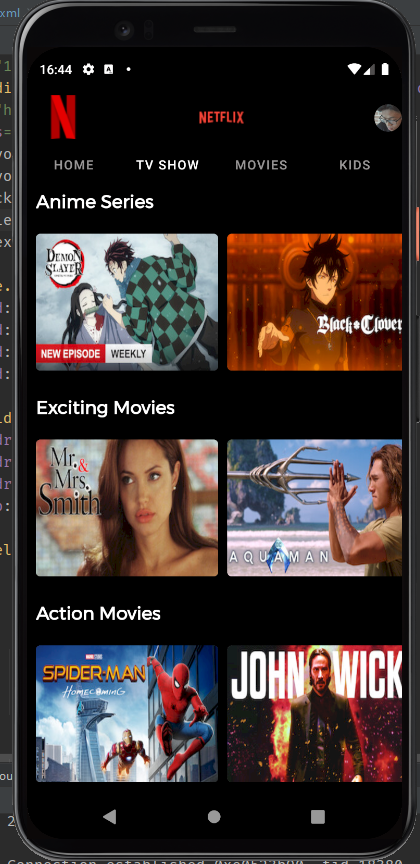 xml
16:44
N
NETFLIX
HOME TV SHOW MOVIES KIDS
Anime Series
DEMON
SLAYER
Black Clover
NEW EPISODE WEEKLY
Exciting Movies
Mr. &
Mrs.
Smith
AQUAMAN
Action Movies
SPIDER-MAN
HOMECOMING
JOHN WICK